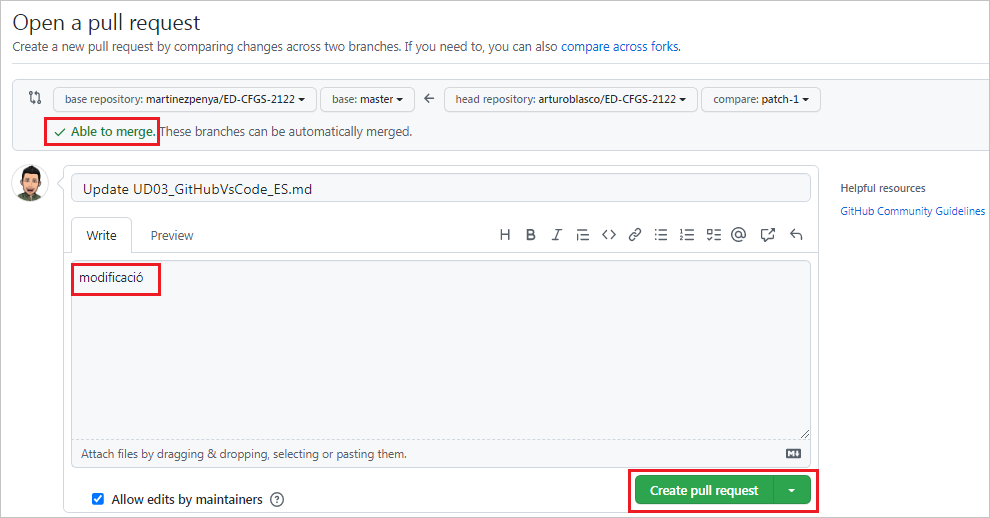 Open a pull request
Create a new pull request by comparing changes across two branches. If you need to, you can also compare across forks.
base repository: martinezpenya/ED-CFGS-2122 base: master head repository: arturoblasco/ED-CFGS-2122 compare: patch-1
Able to merge. These branches can be automatically merged.
Update UD03_GitHubVsCode_ES.md
Helpful resources
GitHub Community Guidelines
Write Preview H B I
modificació
Attach files by dragging & dropping, selecting or pasting them.
Create pull request
Allow edits by maintainers ?